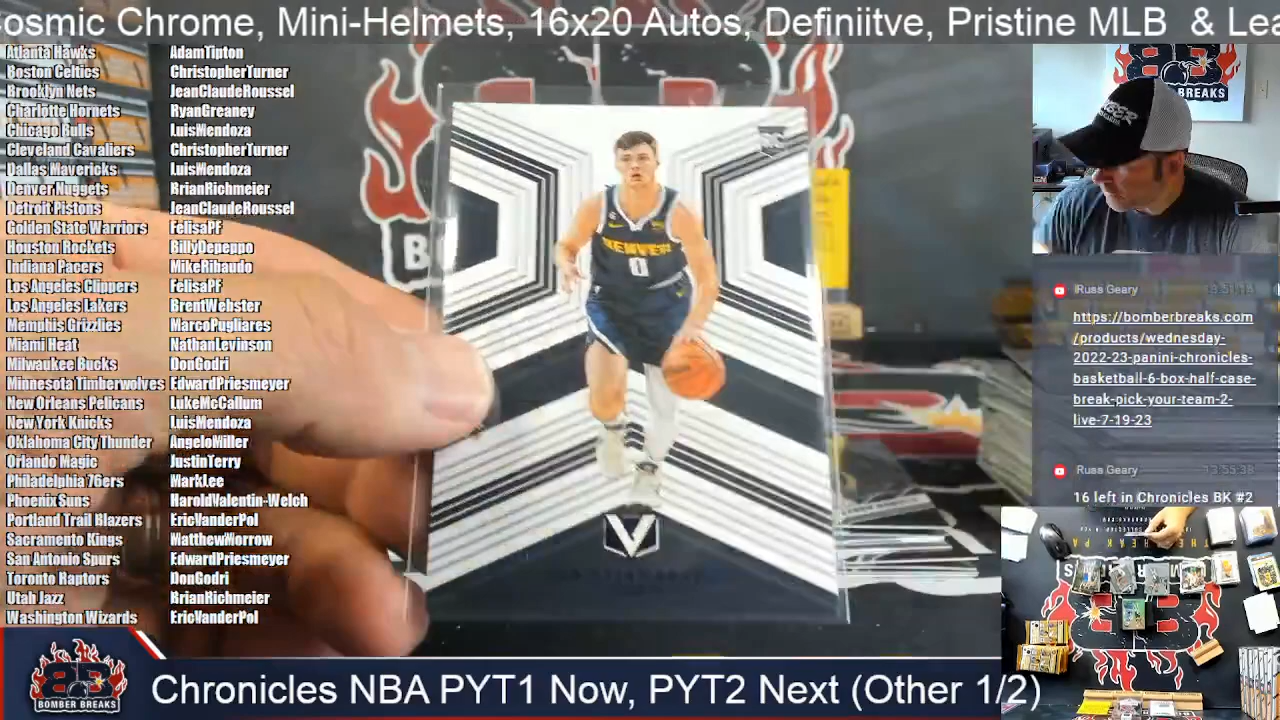 osmic Chrome, Mini-Helmets, 16x20 Autos, Definiitve, Pristine MLB & Lea
Atlanta Hawks AdamTipton
Boston Celtics ChristopherTurner
Brooklyn Nets JeanClaudeRoussel
Charlotte Hornets RyanGreaney
Chicago Bulls LuisMendoza
Cleveland Cavaliers ChristopherTurner
Dallas Mavericks LuisMendoza
Denver Nuggets BrianRichmeier
Detroit Pistons JeanClaudeRoussel
Golden State Warriors FelisaPF
Houston Rockets BillyDepeppo
Indiana Pacers MikeRibaudo
Los Angeles Clippers FelisaPF
Los Angeles Lakers BrentWebster
Memphis Grizzlies MarcoPugliares
Miami Heat NathanLevinson
Milwaukee Bucks DonGodri
Minnesota Timberwolves EdwardPriesmeyer
New Orleans Pelicans LukeMcCallum
New York Knicks LuisMendoza
Oklahoma City Thunder AngeloMiller
Orlando Magic JustinTerry
Philadelphia 76ers MarkLee
Phoenix Suns HaroldValentin-Welch
Portland Trail Blazers EricVanderPol
Sacramento Kings MatthewMorrow
San Antonio Spurs EdwardPriesmeyer
Toronto Raptors DonGodri
Utah Jazz BrianRichmeier
Washington Wizards EricVanderPol
RC
DENVER
0
V
BREAKS
Russ Geary
https://bomberbreaks.com
/products/wednesday-
2022-23-panini-chronicles-
basketball-6-box-half-case-
break-pick-your-team-2-
live-7-19-23
Russ Geary 13:55:38
16 left in Chronicles BK #2
BOMBER BREAKS
Chronicles NBA PYT1 Now, PYT2 Next (Other 1/2)